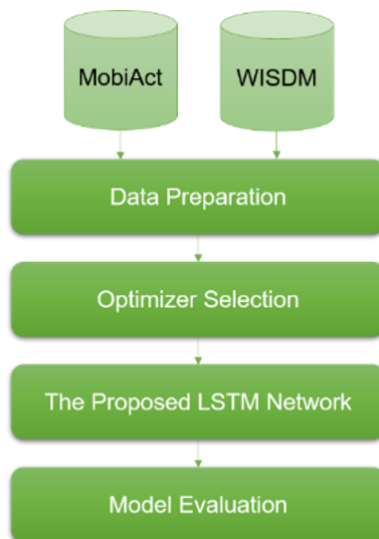 MobiAct
WISDM
Data Preparation
Optimizer Selection
The Proposed LSTM Network
Model Evaluation